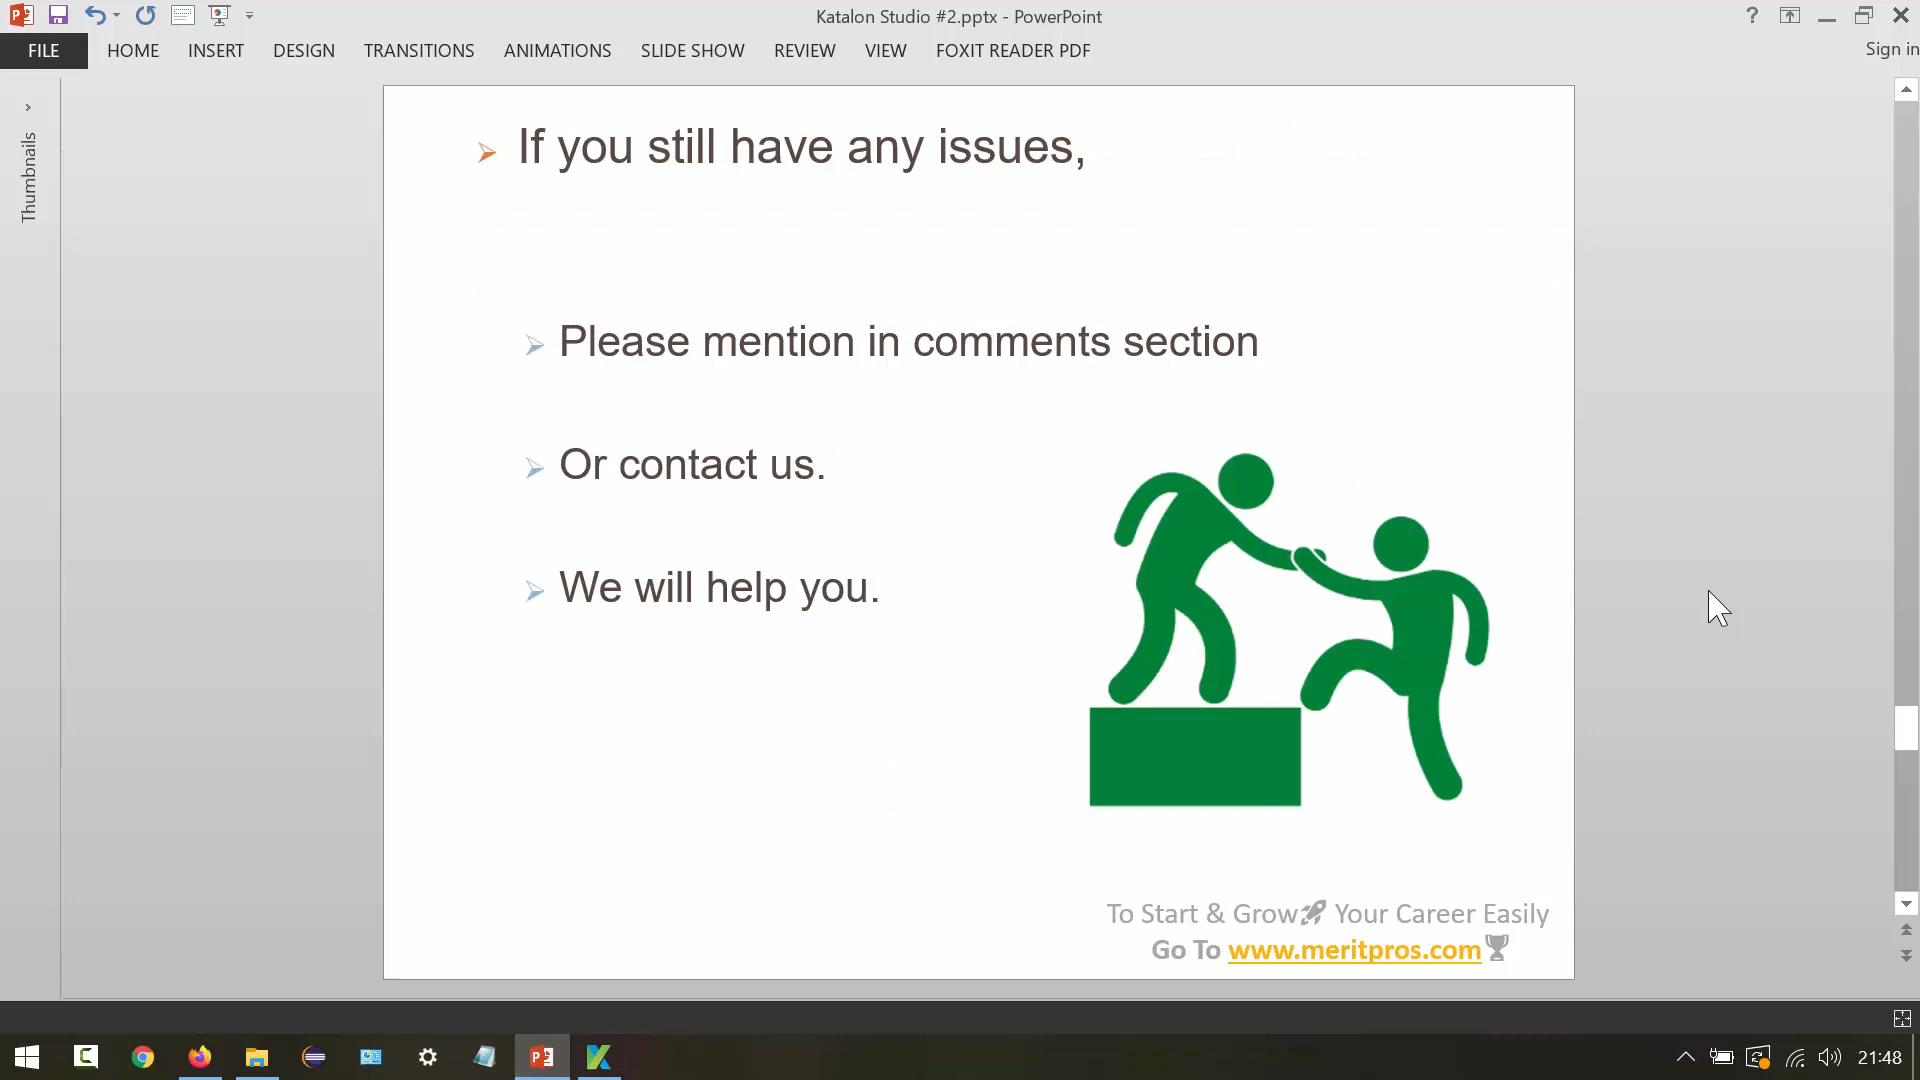 Katalon Studio #2.pptx - PowerPoint
FILE HOME INSERT DESIGN TRANSITIONS ANIMATIONS SLIDE SHOW REVIEW VIEW FOXIT READER PDF Sign in
Thumbnails
If you still have any issues,
Please mention in comments section
Or contact us.
We will help you.
To Start & Grow Your Career Easily
Go To www.meritpros.com
21:48